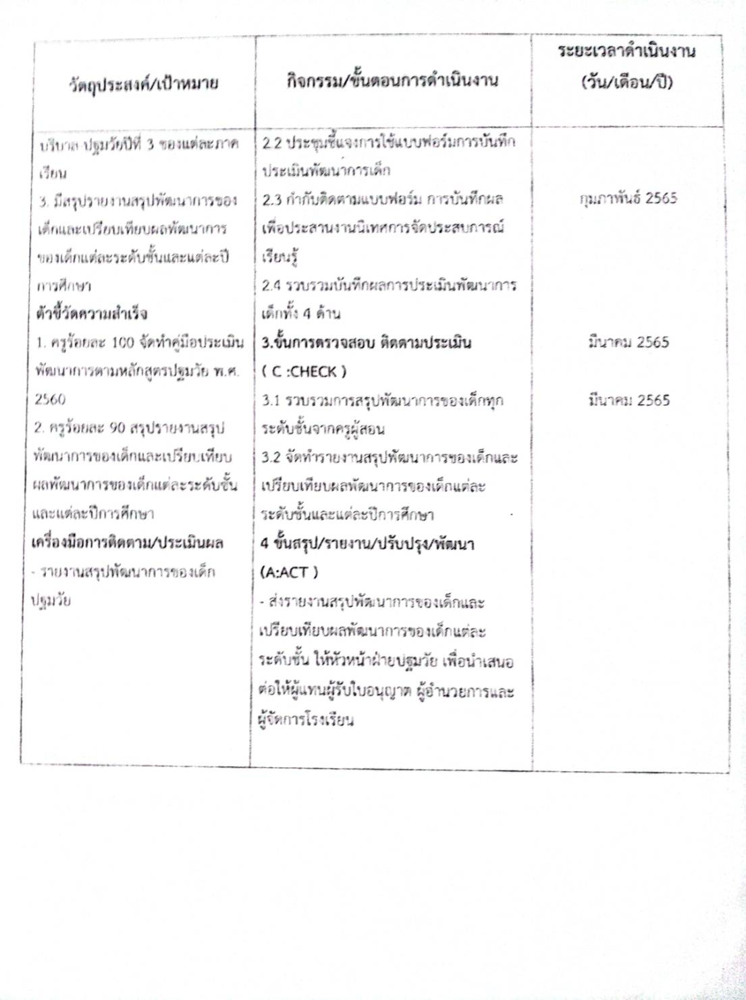 วัตถุประสงค์/เป้าหมาย
กิจกรรม/ขั้นตอนการดำเนินงาน
ระยะเวลาดำเนินงาน
(วัน/เดือน/ปี)
บริบาล-ปฐมวัยปีที่ 3 ของแต่ละภาค
เรียน
3. มีสรุปรายงานสรุปพัฒนาการของ
เด็กและเปรียบเทียบผลพัฒนาการ
ของเด็กแต่ละระดับชั้นและแต่ละปี
การศึกษา
ตัวชี้วัดความสำเร็จ
1. ครูร้อยละ 100 จัดทำคู่มือประเมิน
พัฒนาการตามหลักสูตรปฐมวัย พ.ศ.
2560
2. ครูร้อยละ 90 สรุปรายงานสรุป
พัฒนาการของเด็กและเปรียบเทียบ
ผลพัฒนาการของเด็กแต่ละระดับชั้น
และแต่ละปีการศึกษา
เครื่องมือการติดตาม/ประเมินผล
- รายงานสรุปพัฒนาการของเด็ก
ปฐมวัย
2.2 ประชุมชี้แจงการใช้แบบฟอร์มการบันทึก
ประเมินพัฒนาการเด็ก
2.3 กำกับติดตามแบบฟอร์ม การบันทึกผล
เพื่อประสานงานนิเทศการจัดประสบการณ์
เรียนรู้
2.4 รวบรวมบันทึกผลการประเมินพัฒนาการ
เด็กทั้ง 4 ด้าน
3.ขั้นการตรวจสอบ ติดตามประเมิน
( C :CHECK )
3.1 รวบรวมการสรุปพัฒนาการของเด็กทุก
ระดับชั้นจากครูผู้สอน
3.2 จัดทำรายงานสรุปพัฒนาการของเด็กและ
เปรียบเทียบผลพัฒนาการของเด็กแต่ละ
ระดับชั้นและแต่ละปีการศึกษา
4 ขั้นสรุป/รายงาน/ปรับปรุง/พัฒนา
(A:ACT )
- ส่งรายงานสรุปพัฒนาการของเด็กและ
เปรียบเทียบผลพัฒนาการของเด็กแต่ละ
ระดับชั้น ให้หัวหน้าฝ่ายปฐมวัย เพื่อนำเสนอ
ต่อให้ผู้แทนผู้รับใบอนุญาต ผู้อำนวยการและ
ผู้จัดการโรงเรียน
กุมภาพันธ์ 2565
มีนาคม 2565
มีนาคม 2565